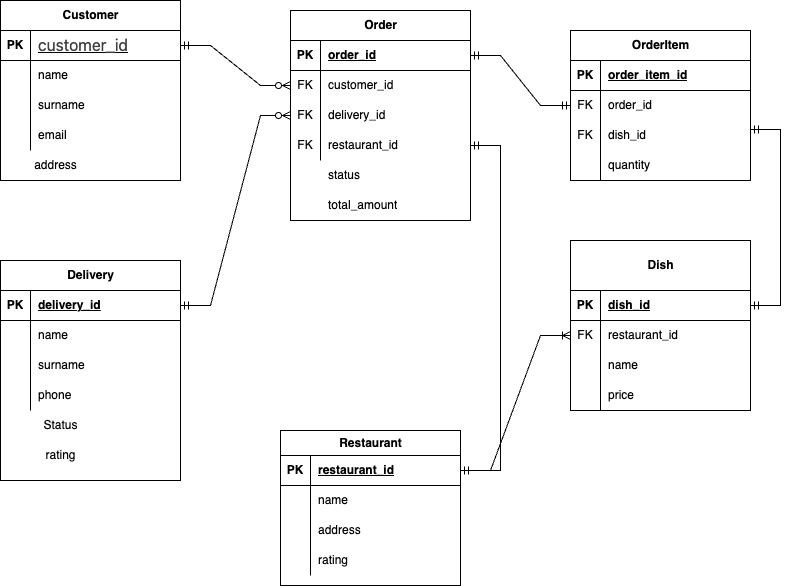 Customer
PK customer_id
name
surname
email
address
Order
PK order_id
FK customer_id
FK delivery_id
FK restaurant_id
status
total_amount
OrderItem
PK order_item_id
FK order_id
FK dish_id
quantity
Delivery
PK delivery_id
name
surname
phone
Status
rating
Dish
PK dish_id
FK restaurant_id
name
price
Restaurant
PK restaurant_id
name
address
rating